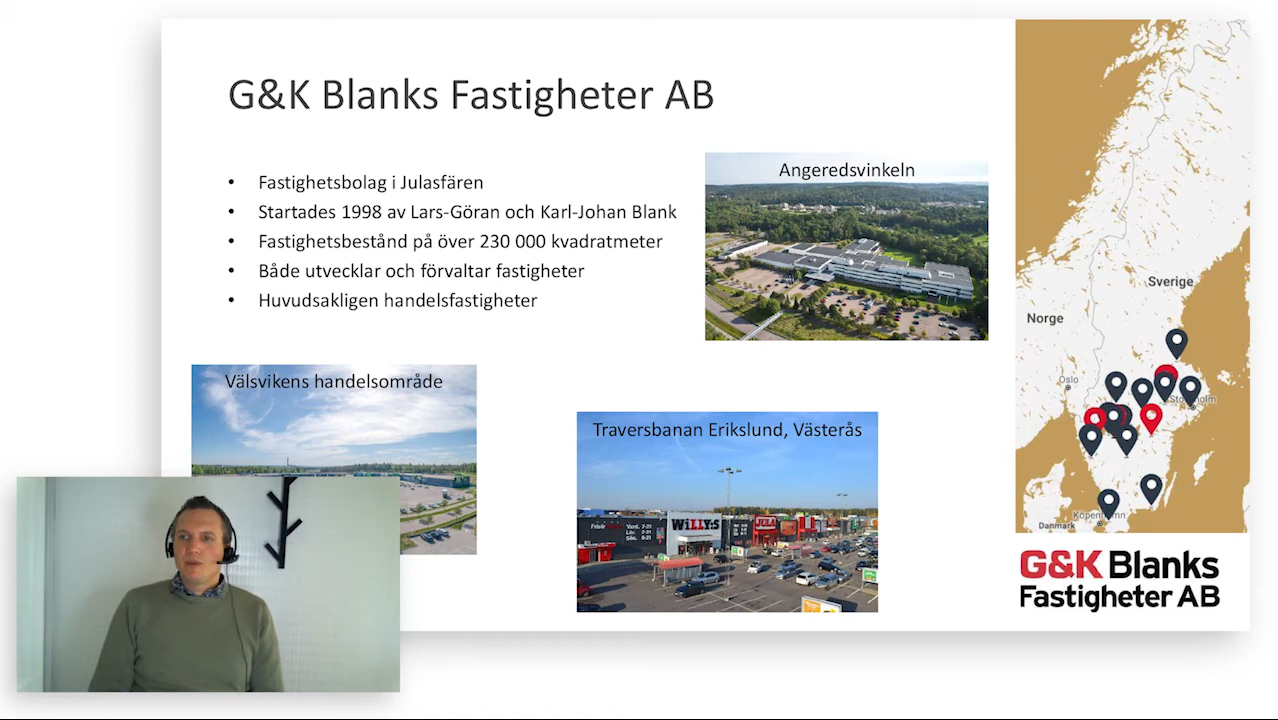 G&K Blanks Fastigheter AB
• Fastighetsbolag i Julasfären
• Startades 1998 av Lars-Göran och Karl-Johan Blank
• Fastighetsbestånd på över 230 000 kvadratmeter
• Både utvecklar och förvaltar fastigheter
• Huvudsakligen handelsfastigheter
Angeredsvinkeln
Välsvikens handelsområde
Traversbanan Erikslund, Västerås
WiLLY:S
JULA
Sverige
Norge
Oslo
Danmark
G&K Blanks
Fastigheter AB